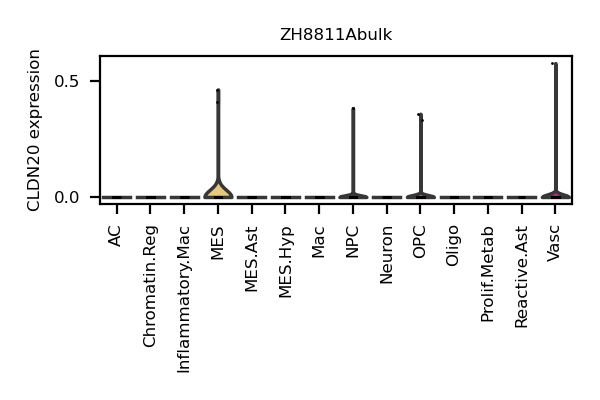 ZH8811Abulk
CLDN20 expression
0.5
0.0
AC
Chromatin.Reg
Inflammatory.Mac
MES
MES.Ast
MES.Hyp
Mac
NPC
Neuron
OPC
Oligo
Prolif.Metab
Reactive.Ast
Vasc